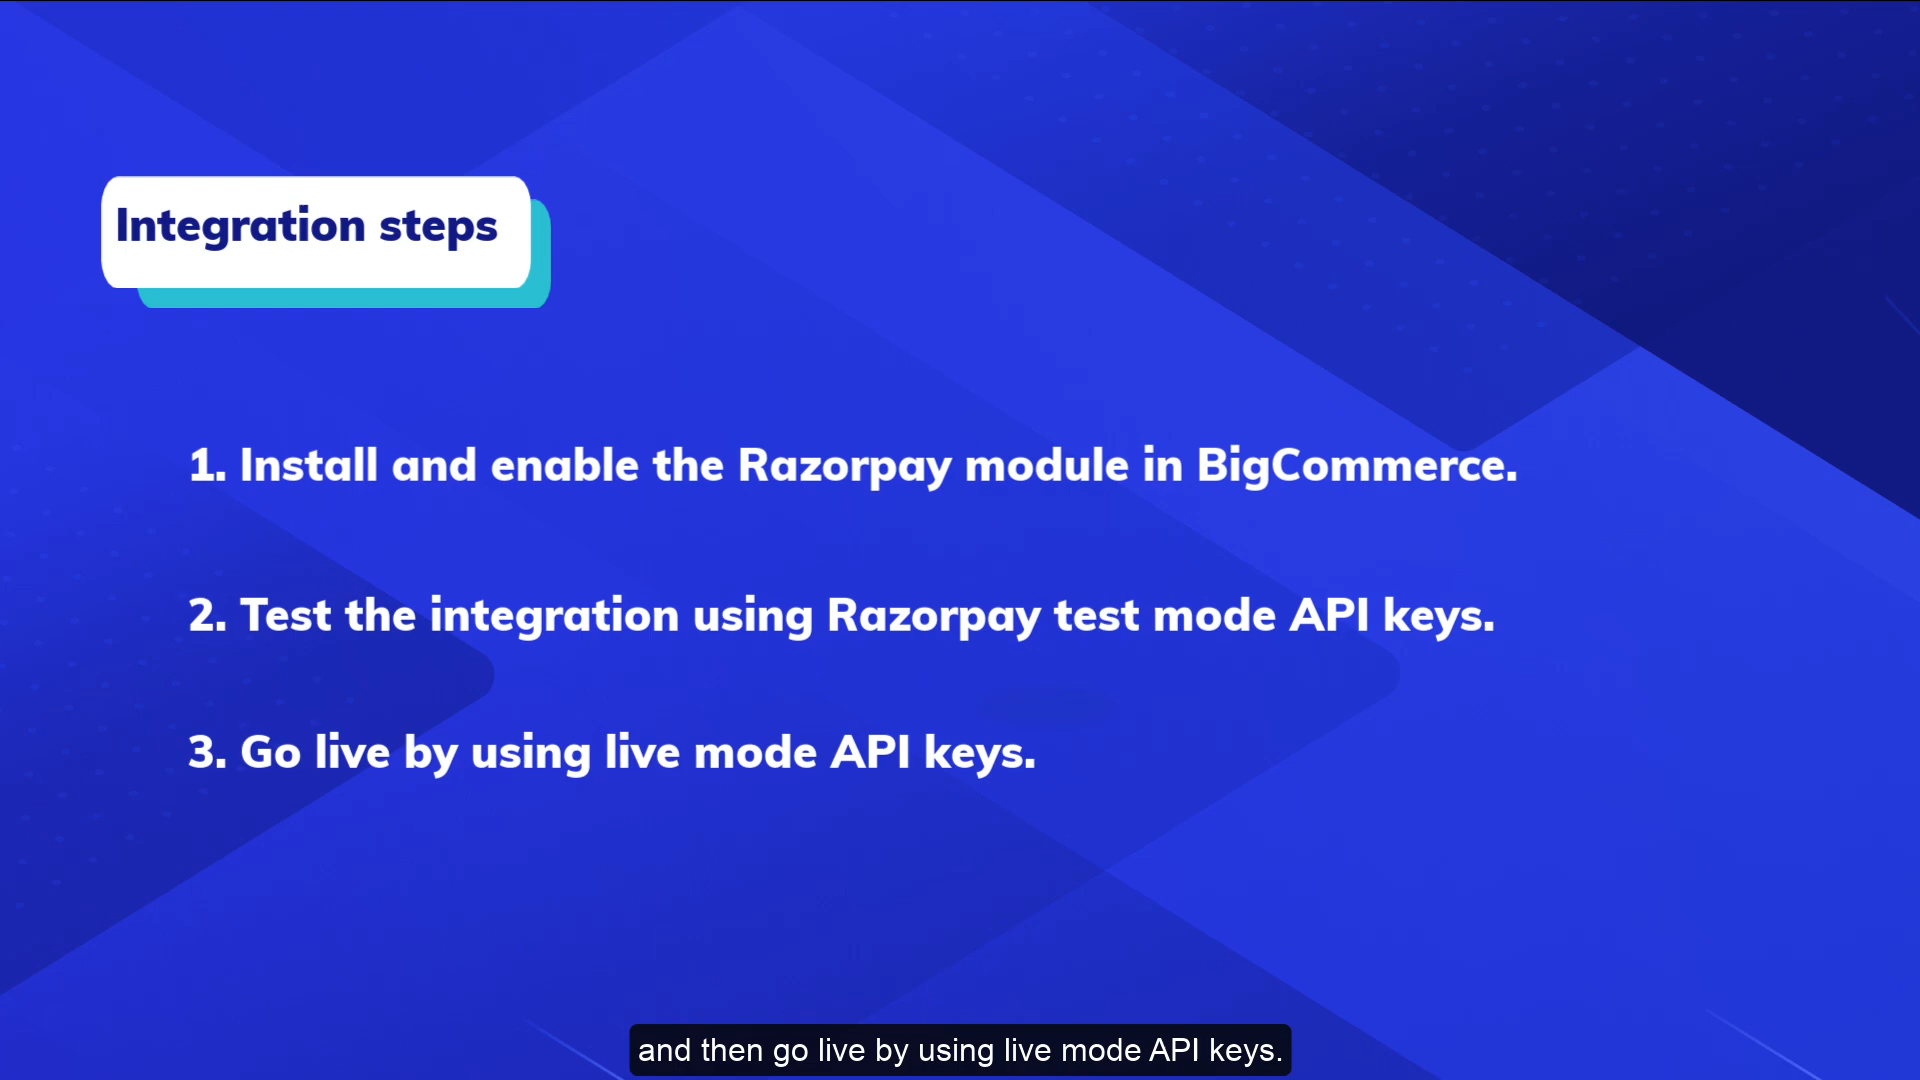 Integration steps
1. Install and enable the Razorpay module in BigCommerce.
2. Test the integration using Razorpay test mode API keys.
3. Go live by using live mode API keys.
and then go live by using live mode API keys.